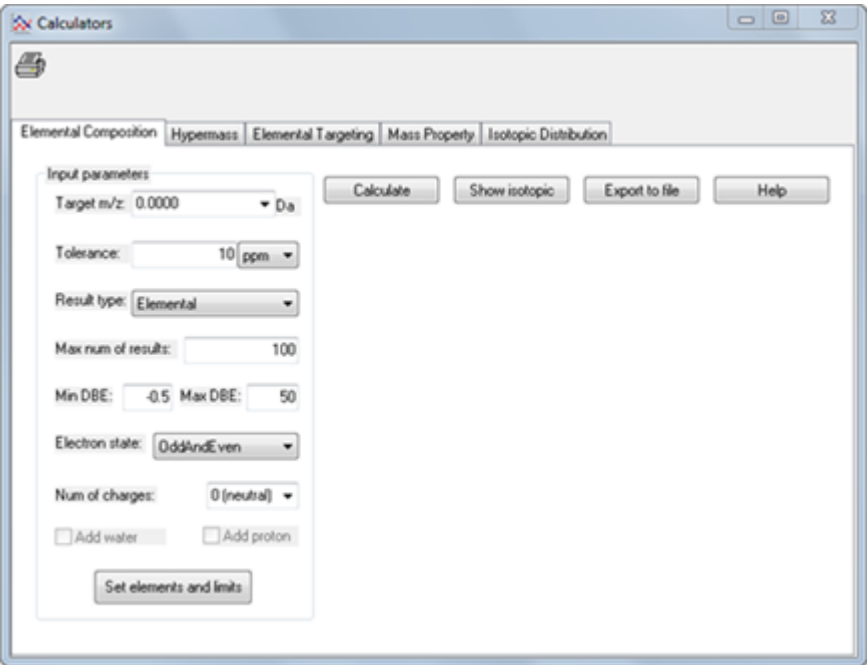 Calculators
Elemental Composition Hypermass Elemental Targeting Mass Property Isotopic Distribution
Input parameters
Calculate Show isotopic Export to file Help
Target m/z: 0.0000 Da
Tolerance: 10 ppm
Result type: Elemental
Max num of results: 100
Min DBE: -0.5 Max DBE: 50
Electron state: OddAndEven
Num of charges: 0 (neutral)
Add water Add proton
Set elements and limits